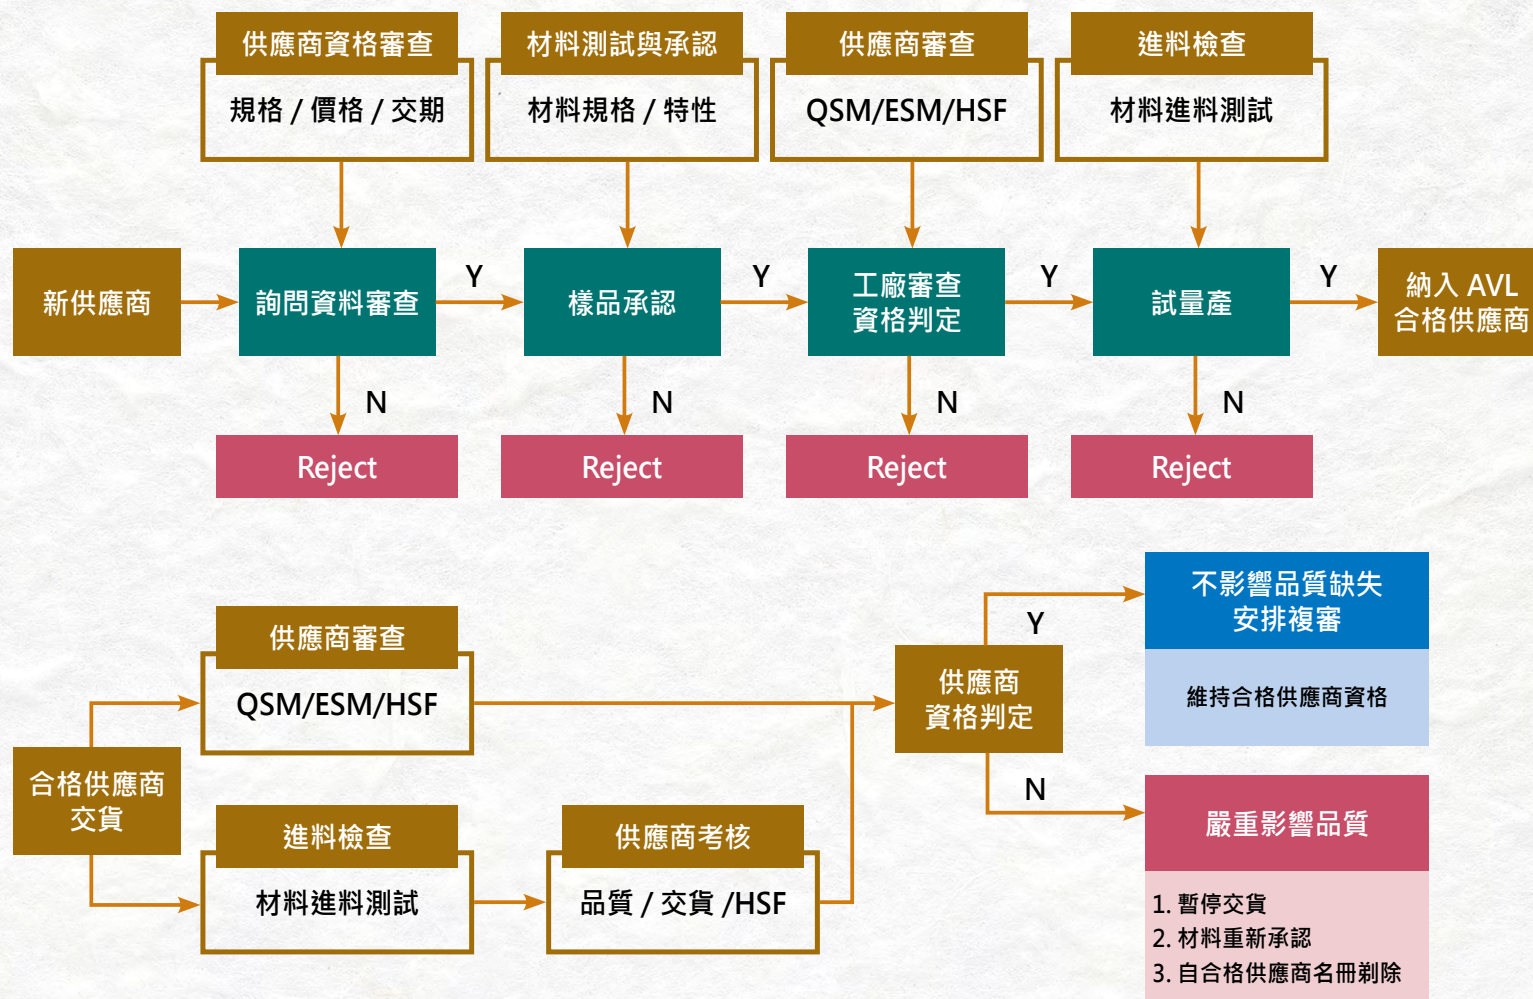 供應商資格審查
規格 / 價格 / 交期
材料測試與承認
材料規格 / 特性
供應商審查
QSM/ESM/HSF
進料檢查
材料進料測試
新供應商
詢問資料審查
Y
樣品承認
Y
工廠審查
資格判定
Y
試量產
Y
納入 AVL
合格供應商
N
N
N
N
Reject
Reject
Reject
Reject
合格供應商
交貨
供應商審查
QSM/ESM/HSF
進料檢查
材料進料測試
供應商考核
品質 / 交貨 /HSF
供應商
資格判定
Y
不影響品質缺失
安排複審
維持合格供應商資格
N
嚴重影響品質
1. 暫停交貨
2. 材料重新承認
3. 自合格供應商名冊剃除